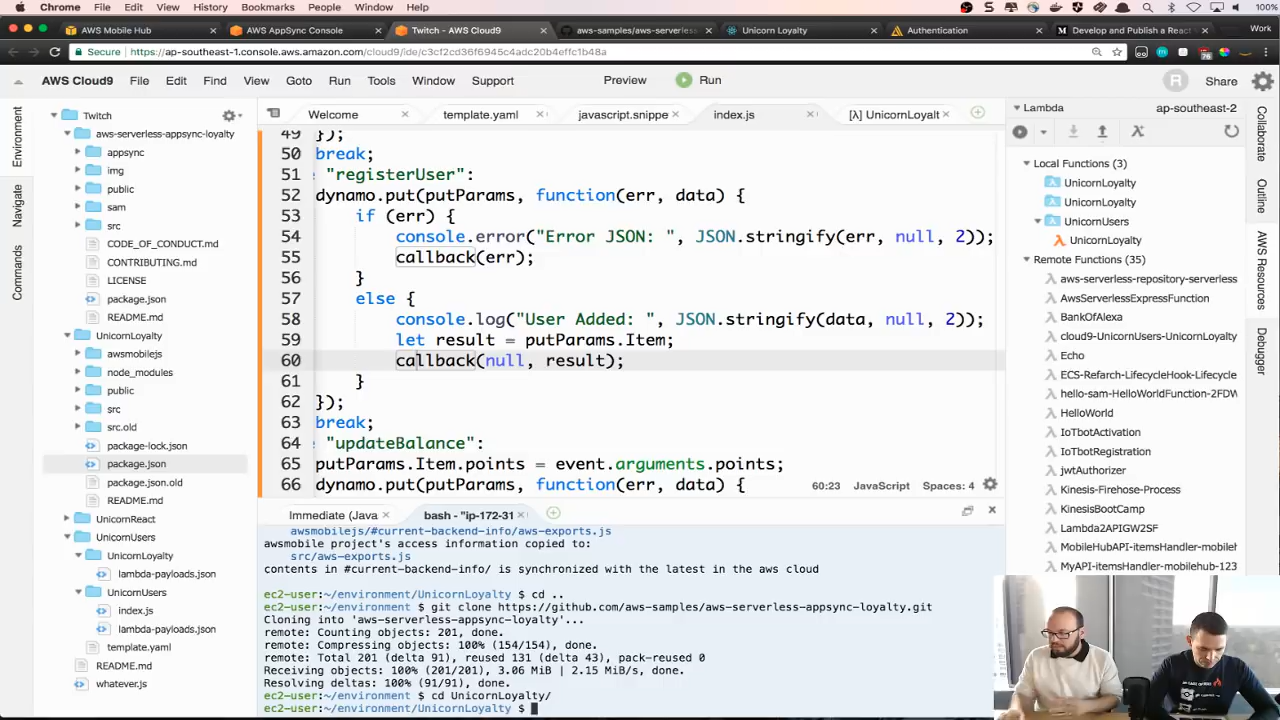 Chrome File Edit View History Bookmarks People Window Help 100%
AWS Mobile Hub × AWS AppSync Console × Twitch - AWS Cloud9 × aws-samples/aws-serverless × Unicorn Loyalty × Authentication × Develop and Publish a React × Work
Secure https://ap-southeast-1.console.aws.amazon.com/cloud9/ide/c3cf2cd36f6945c4adc20b4effc1b48a
AWS Cloud9 File Edit Find View Goto Run Tools Window Support Preview Run R Share
Environment
Navigate
Commands
Twitch
aws-serverless-appsync-loyalty
appsync
img
public
sam
src
CODE_OF_CONDUCT.md
CONTRIBUTING.md
LICENSE
package.json
README.md
UnicornLoyalty
awsmobilejs
node_modules
public
src
src.old
package-lock.json
package.json
package.json.old
README.md
UnicornReact
UnicornUsers
UnicornLoyalty
lambda-payloads.json
UnicornUsers
index.js
lambda-payloads.json
template.yaml
README.md
whatever.js
Welcome × template.yaml × javascript.snippe × index.js × [λ] UnicornLoyalt ×
49 });
50 break;
51 "registerUser":
52 dynamo.put(putParams, function(err, data) {
53 if (err) {
54 console.error("Error JSON: ", JSON.stringify(err, null, 2));
55 callback(err);
56 }
57 else {
58 console.log("User Added: ", JSON.stringify(data, null, 2));
59 let result = putParams.Item;
60 callback(null, result);
61 }
62 });
63 break;
64 "updateBalance":
65 putParams.Item.points = event.arguments.points;
66 dynamo.put(putParams, function(err, data) {
60:23 JavaScript Spaces: 4
Immediate (Java × bash - "ip-172-31 ×
awsmobilejs/#current-backend-info/aws-exports.js
awsmobile project's access information copied to:
src/aws-exports.js
contents in #current-backend-info/ is synchronized with the latest in the aws cloud
ec2-user:~/environment/UnicornLoyalty $ cd ..
ec2-user:~/environment $ git clone https://github.com/aws-samples/aws-serverless-appsync-loyalty.git
Cloning into 'aws-serverless-appsync-loyalty'...
remote: Counting objects: 201, done.
remote: Compressing objects: 100% (154/154), done.
remote: Total 201 (delta 91), reused 131 (delta 43), pack-reused 0
Receiving objects: 100% (201/201), 3.06 MiB | 2.15 MiB/s, done.
Resolving deltas: 100% (91/91), done.
ec2-user:~/environment $ cd UnicornLoyalty/
ec2-user:~/environment/UnicornLoyalty $
Lambda ap-southeast-2
Local Functions (3)
UnicornLoyalty
UnicornLoyalty
UnicornUsers
UnicornLoyalty
Remote Functions (35)
aws-serverless-repository-serverless
AwsServerlessExpressFunction
BankOfAlexa
cloud9-UnicornUsers-UnicornLoyalty
Echo
ECS-Refarch-LifecycleHook-Lifecycle
hello-sam-HelloWorldFunction-2FDW
HelloWorld
IoTbotActivation
IoTbotRegistration
jwtAuthorizer
Kinesis-Firehose-Process
KinesisBootCamp
Lambda2APIGW2SF
MobileHubAPI-itemsHandler-mobileh
MyAPI-itemsHandler-mobilehub-123
Collaborate
Outline
AWS Resources
Debugger